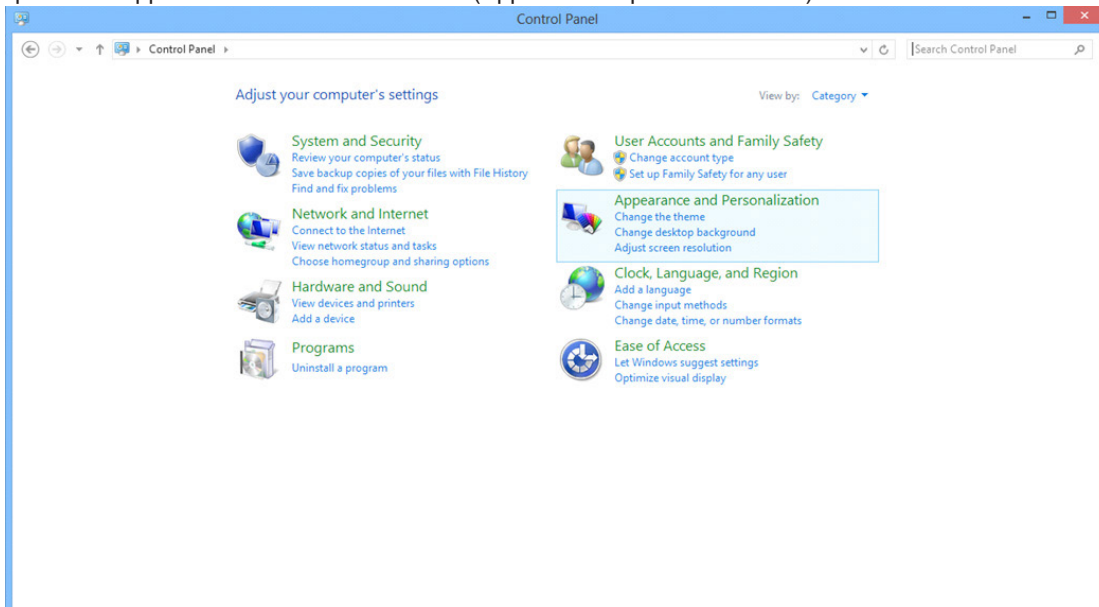 Control Panel
Control Panel
Search Control Panel
Adjust your computer's settings
View by: Category
System and Security
Review your computer's status
Save backup copies of your files with File History
Find and fix problems
Network and Internet
Connect to the Internet
View network status and tasks
Choose homegroup and sharing options
Hardware and Sound
View devices and printers
Add a device
Programs
Uninstall a program
User Accounts and Family Safety
Change account type
Set up Family Safety for any user
Appearance and Personalization
Change the theme
Change desktop background
Adjust screen resolution
Clock, Language, and Region
Add a language
Change input methods
Change date, time, or number formats
Ease of Access
Let Windows suggest settings
Optimize visual display